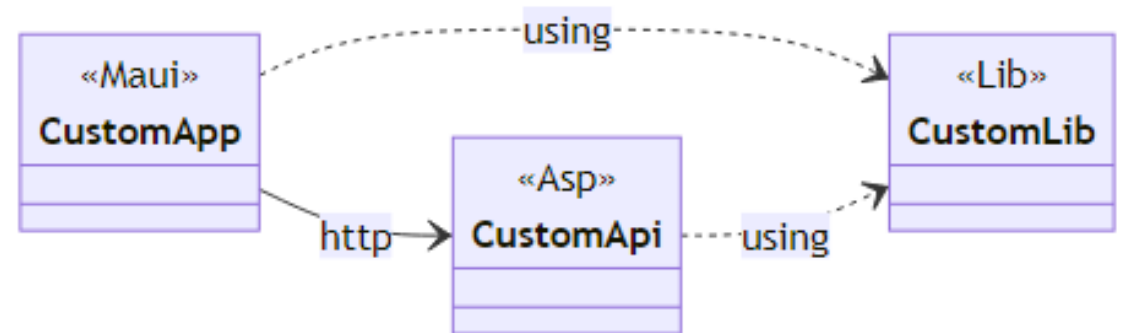 using
«Maui»
CustomApp
«Lib»
CustomLib
«Asp»
CustomApi
http
using